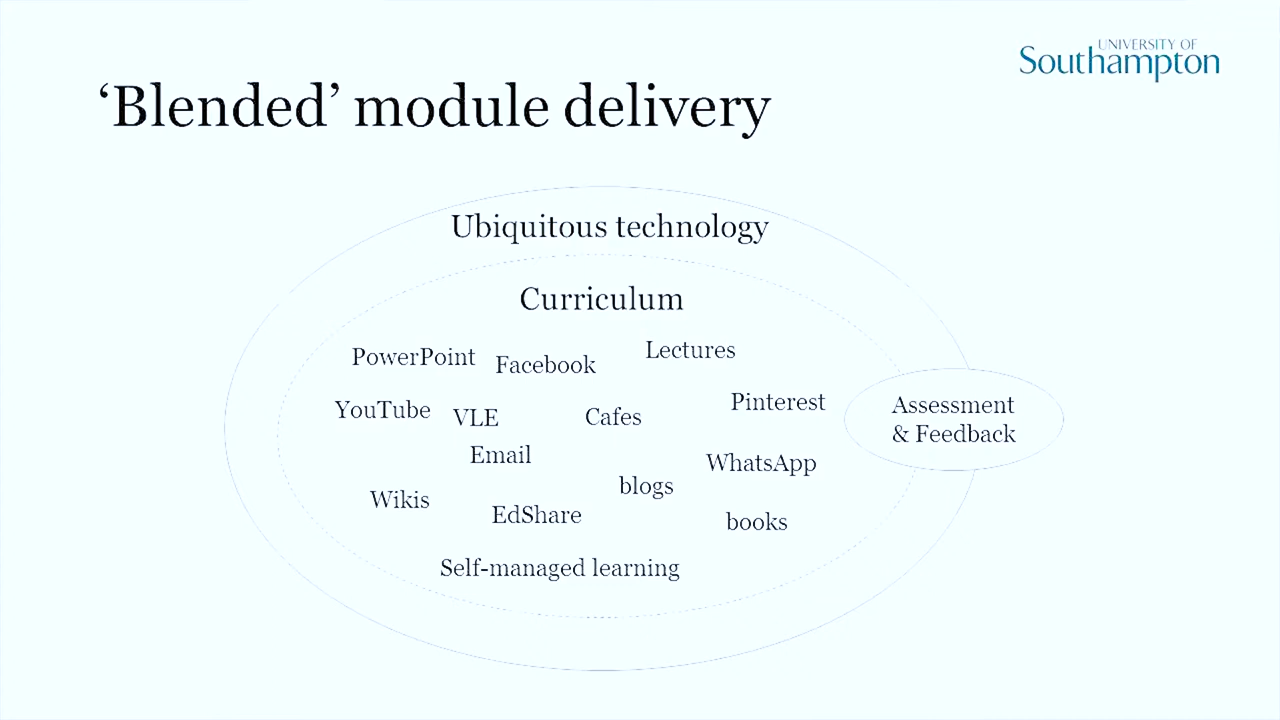 UNIVERSITY OF
Southampton
‘Blended’ module delivery
Ubiquitous technology
Curriculum
PowerPoint Facebook Lectures
YouTube VLE Cafes Pinterest
Assessment
& Feedback
Email WhatsApp
Wikis EdShare blogs books
Self-managed learning